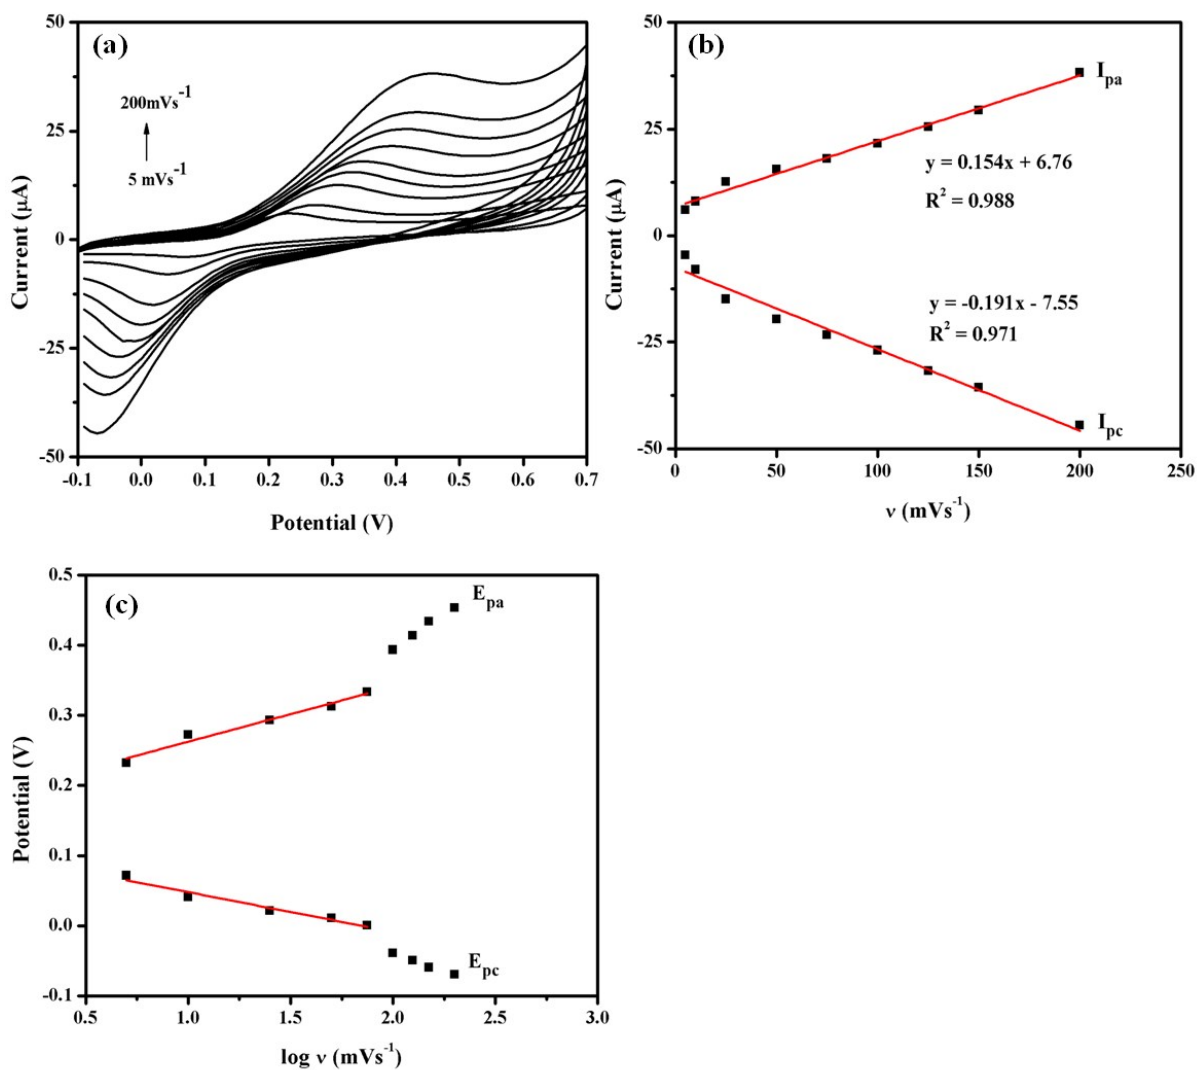 (a)
200mVs-1
5 mVs-1
50
25
0
-25
-50
Current (µA)
-0.1 0.0 0.1 0.2 0.3 0.4 0.5 0.6 0.7
Potential (V)
(b)
Ipa
y = 0.154x + 6.76
R2 = 0.988
y = -0.191x - 7.55
R2 = 0.971
Ipc
50
25
0
-25
-50
Current (µA)
0 50 100 150 200 250
ν (mVs-1)
(c)
Epa
Epc
0.5
0.4
0.3
0.2
0.1
0.0
-0.1
Potential (V)
0.5 1.0 1.5 2.0 2.5 3.0
log ν (mVs-1)